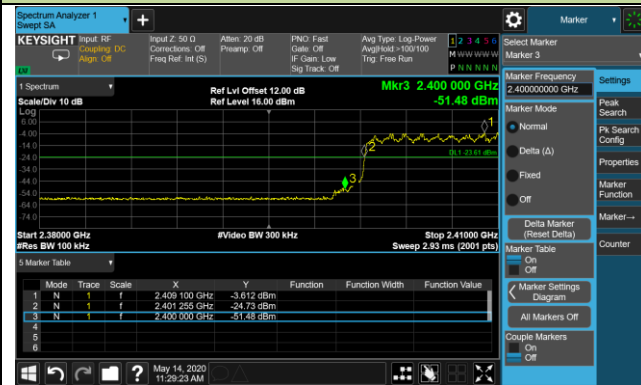 Spectrum Analyzer 1
Swept SA
Marker
KEYSIGHT
Input: RF
Coupling: DC
Align: Off
Input Z: 50 Ω
Corrections: Off
Freq Ref: Int (S)
Atten: 20 dB
Preamp: Off
PNO: Fast
Gate: Off
IF Gain: Low
Sig Track: Off
Avg Type: Log-Power
Avg|Hold:>100/100
Trig: Free Run
1 2 3 4 5 6
M W W W W W
P N N N N N
Select Marker
Marker 3
LXI
1 Spectrum
Scale/Div 10 dB
Log
Ref Lvl Offset 12.00 dB
Ref Level 16.00 dBm
Mkr3 2.400 000 GHz
-51.48 dBm
6.00
-4.00
-14.0
-24.0
-34.0
-44.0
-54.0
-64.0
-74.0
1
2
3
DL1 -23.61 dBm
Start 2.38000 GHz
#Res BW 100 kHz
#Video BW 300 kHz
Stop 2.41000 GHz
Sweep 2.93 ms (2001 pts)
5 Marker Table
Mode Trace Scale X Y Function Function Width Function Value
1 N 1 f 2.409 100 GHz -3.612 dBm
2 N 1 f 2.401 255 GHz -24.73 dBm
3 N 1 f 2.400 000 GHz -51.48 dBm
4
5
6
Marker Frequency
2.400000000 GHz
Marker Mode
Normal
Delta (Δ)
Fixed
Off
Delta Marker
(Reset Delta)
Marker Table
On
Off
Marker Settings
Diagram
All Markers Off
Couple Markers
On
Off
Settings
Peak
Search
Pk Search
Config
Properties
Marker
Function
Marker→
Counter
?
May 14, 2020
11:29:23 AM